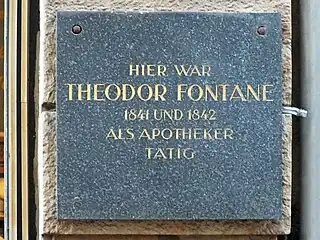 HIER WAR
THEODOR FONTANE
1841 UND 1842
ALS APOTHEKER
TÄTIG